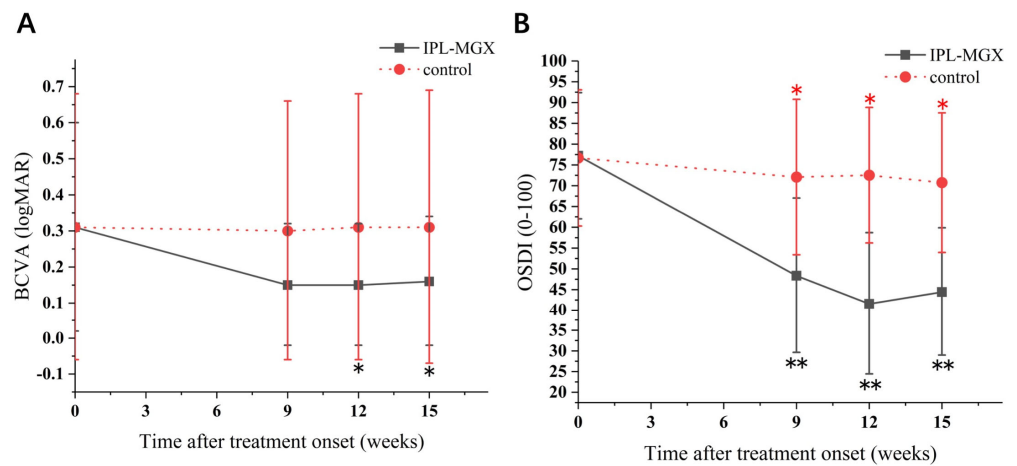 A
IPL-MGX
control
BCVA (logMAR)
0.7
0.6
0.5
0.4
0.3
0.2
0.1
0.0
-0.1
* *
0 3 6 9 12 15
Time after treatment onset (weeks)
B
IPL-MGX
control
OSDI (0-100)
100
95
90
85
80
75
70
65
60
55
50
45
40
35
30
25
20
* * *
** ** **
0 3 6 9 12 15
Time after treatment onset (weeks)